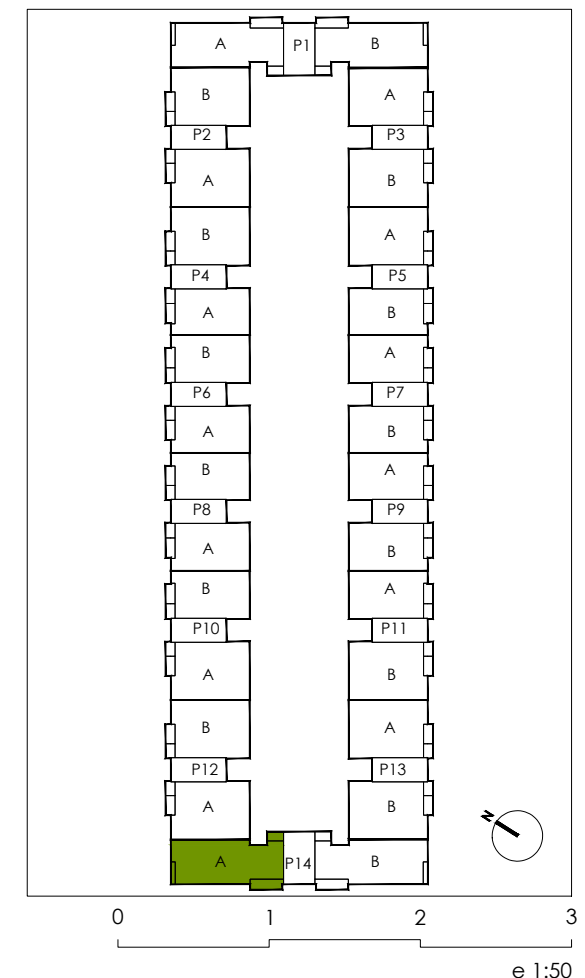 A P1 B
B A
P2 P3
A B
B A
P4 P5
A B
B A
P6 P7
A B
B A
P8 P9
A B
B A
P10 P11
A B
B A
P12 P13
A B
N
A P14 B
0 1 2 3
e 1:50